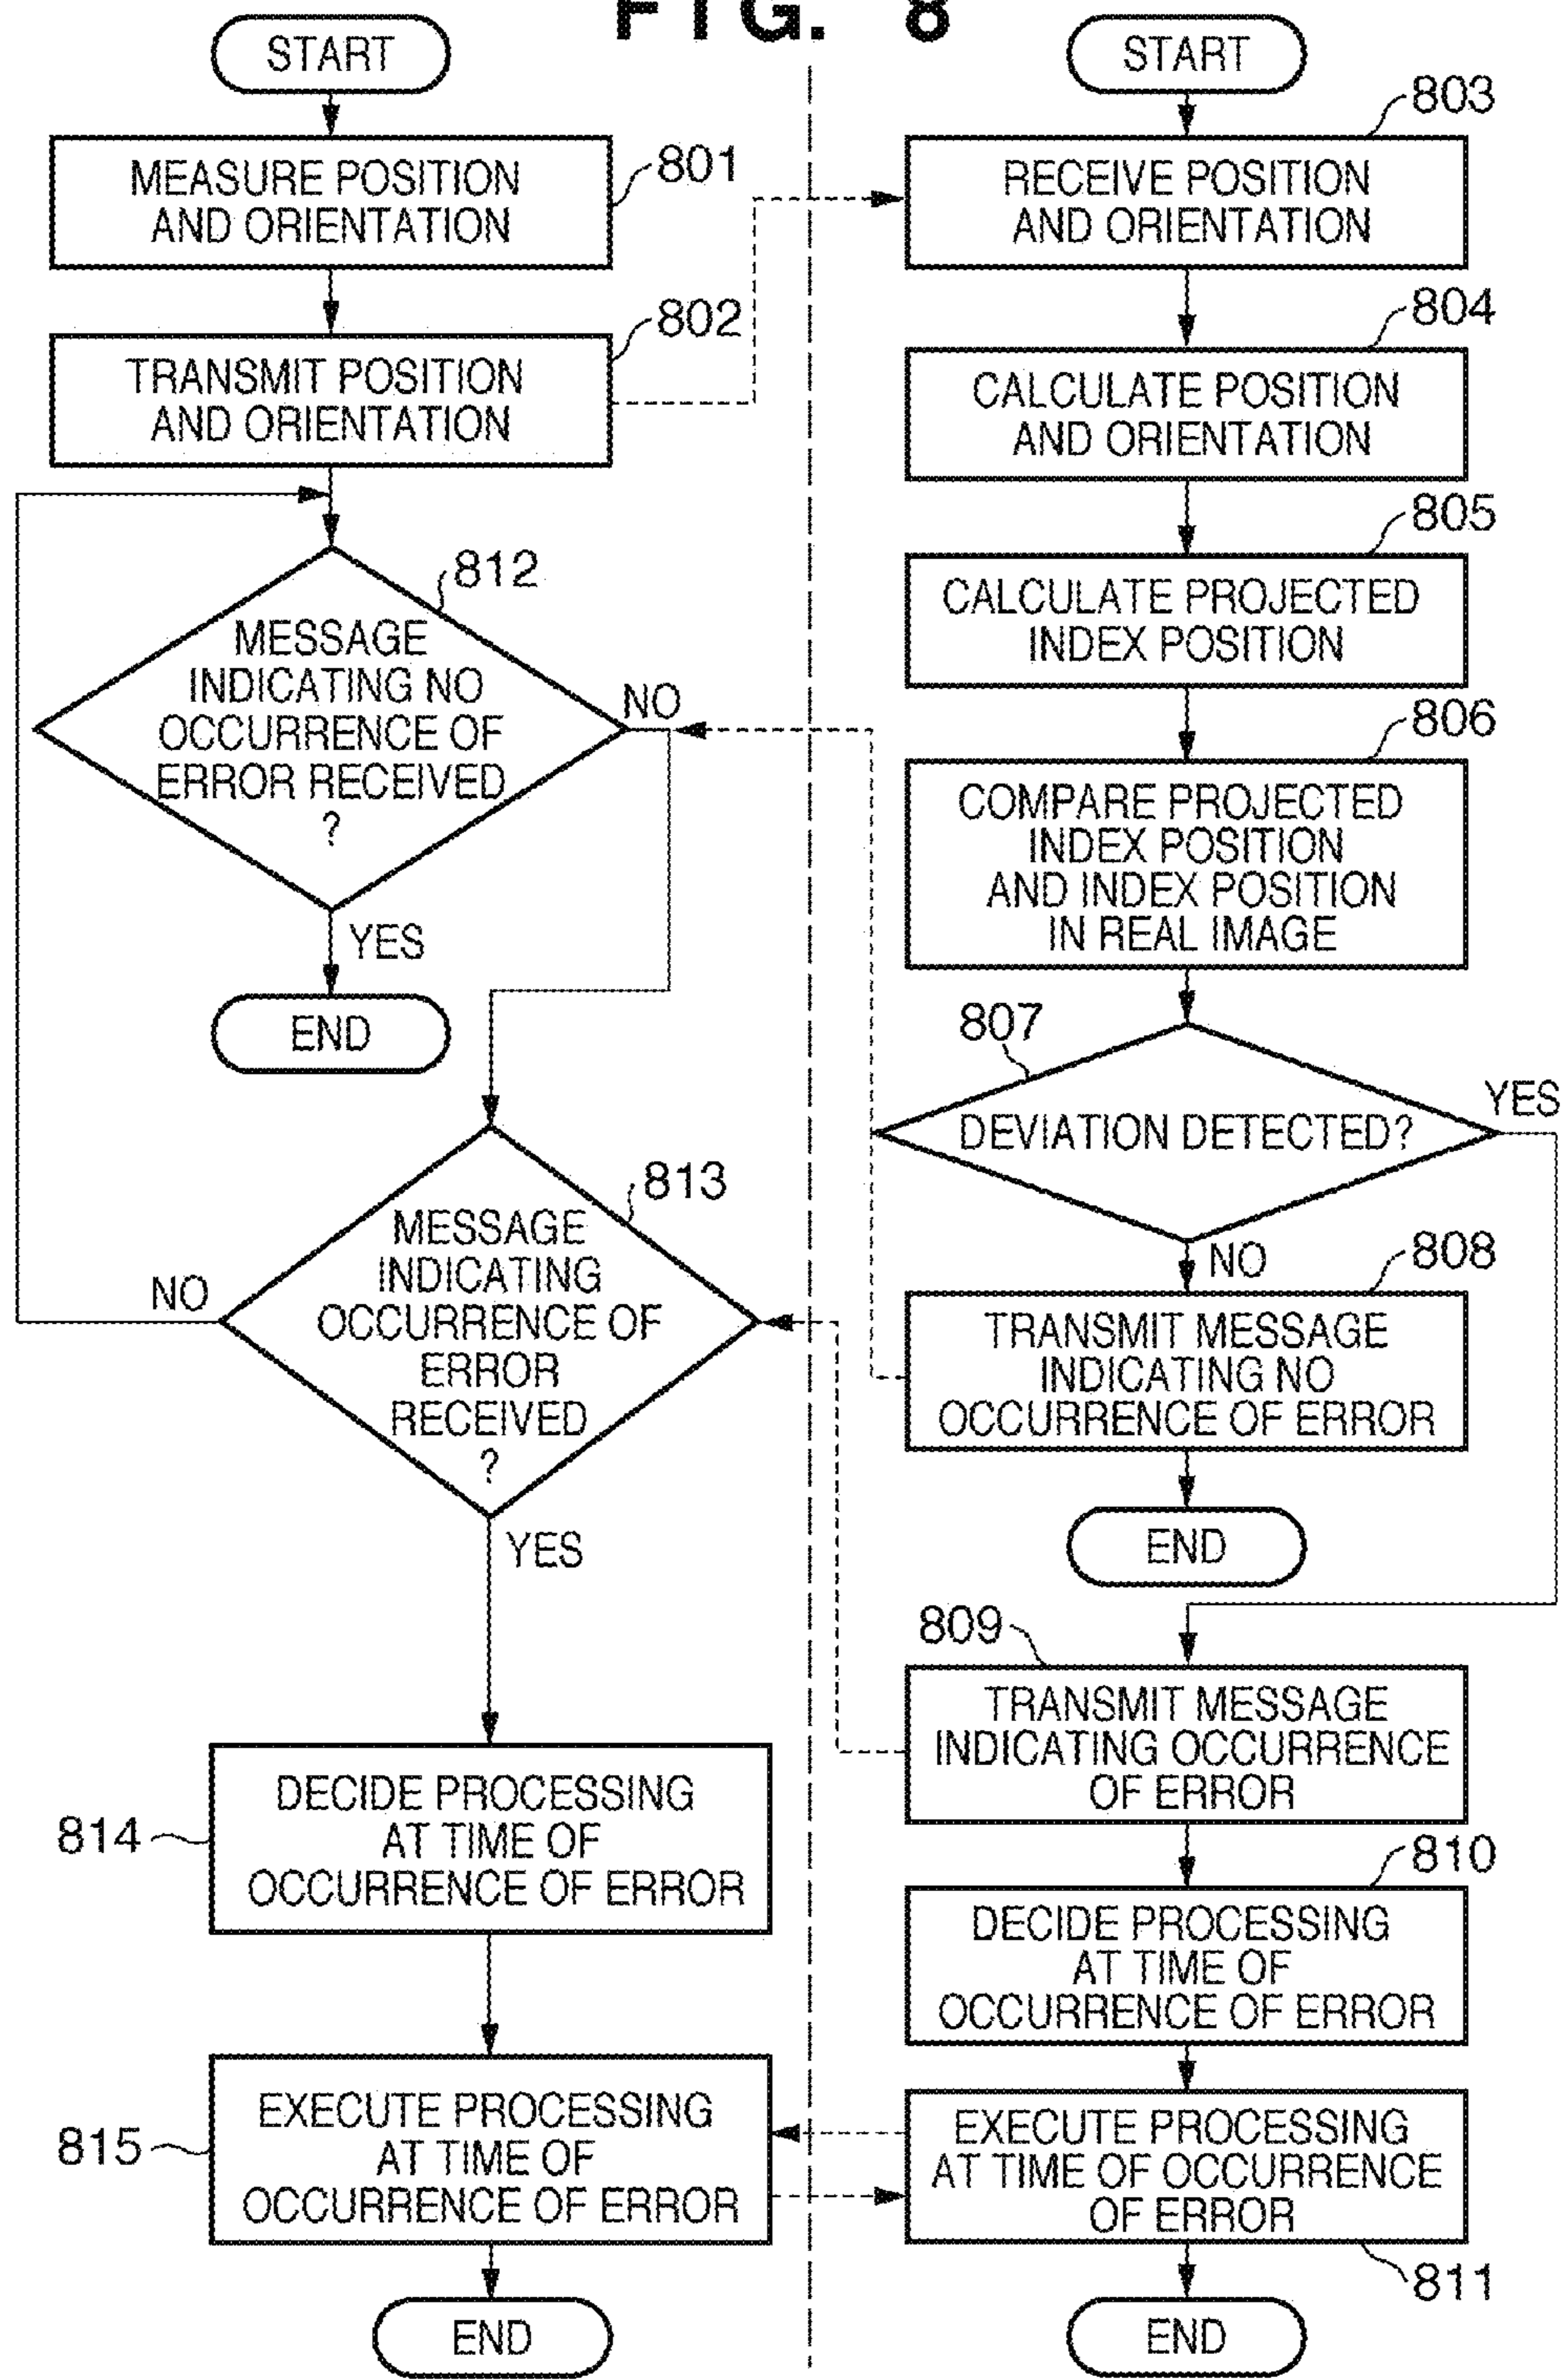 FIG. 8
START
MEASURE POSITION
AND ORIENTATION
801
TRANSMIT POSITION
AND ORIENTATION
802
812
MESSAGE
INDICATING NO
OCCURRENCE OF
ERROR RECEIVED
?
NO
YES
END
813
MESSAGE
INDICATING
OCCURRENCE OF
ERROR
RECEIVED
?
NO
YES
814
DECIDE PROCESSING
AT TIME OF
OCCURRENCE OF ERROR
815
EXECUTE PROCESSING
AT TIME OF
OCCURRENCE OF ERROR
END
START
803
RECEIVE POSITION
AND ORIENTATION
804
CALCULATE POSITION
AND ORIENTATION
805
CALCULATE PROJECTED
INDEX POSITION
806
COMPARE PROJECTED
INDEX POSITION
AND INDEX POSITION
IN REAL IMAGE
807
DEVIATION DETECTED?
YES
NO
808
TRANSMIT MESSAGE
INDICATING NO
OCCURRENCE OF ERROR
END
809
TRANSMIT MESSAGE
INDICATING OCCURRENCE
OF ERROR
810
DECIDE PROCESSING
AT TIME OF
OCCURRENCE OF ERROR
EXECUTE PROCESSING
AT TIME OF OCCURRENCE
OF ERROR
811
END